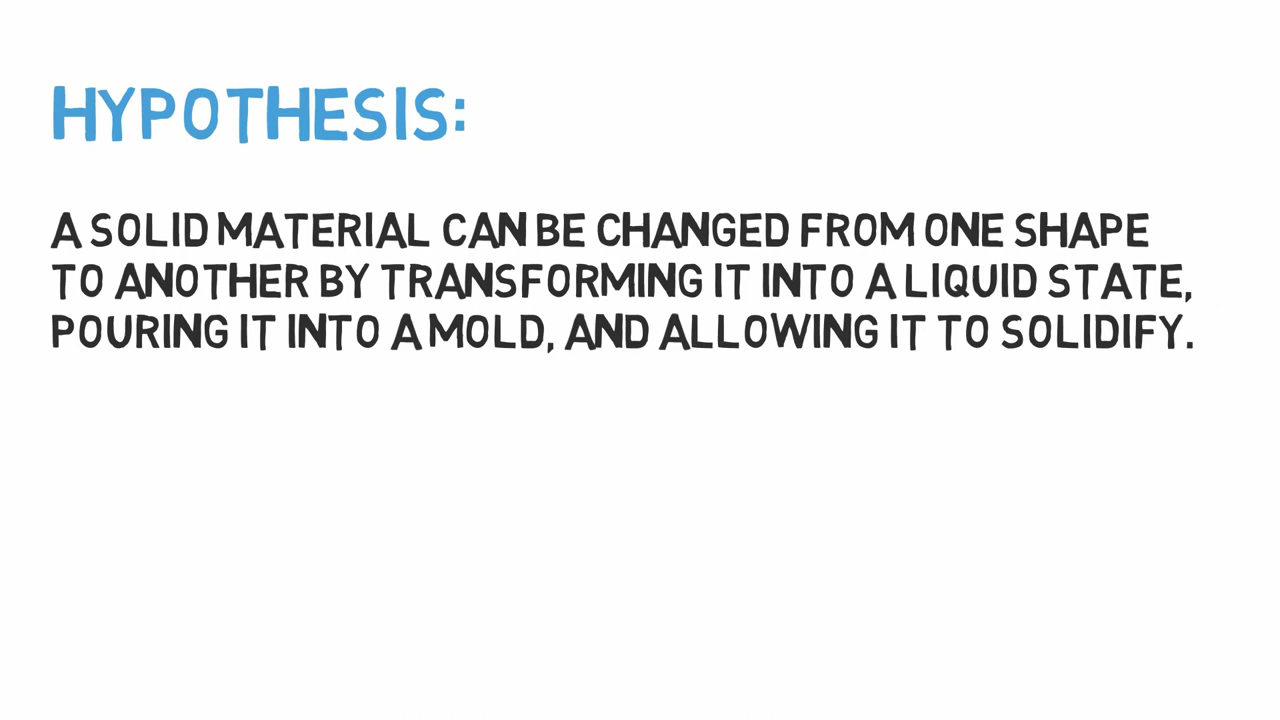 HYPOTHESIS:
A SOLID MATERIAL CAN BE CHANGED FROM ONE SHAPE
TO ANOTHER BY TRANSFORMING IT INTO A LIQUID STATE,
POURING IT INTO A MOLD, AND ALLOWING IT TO SOLIDIFY.